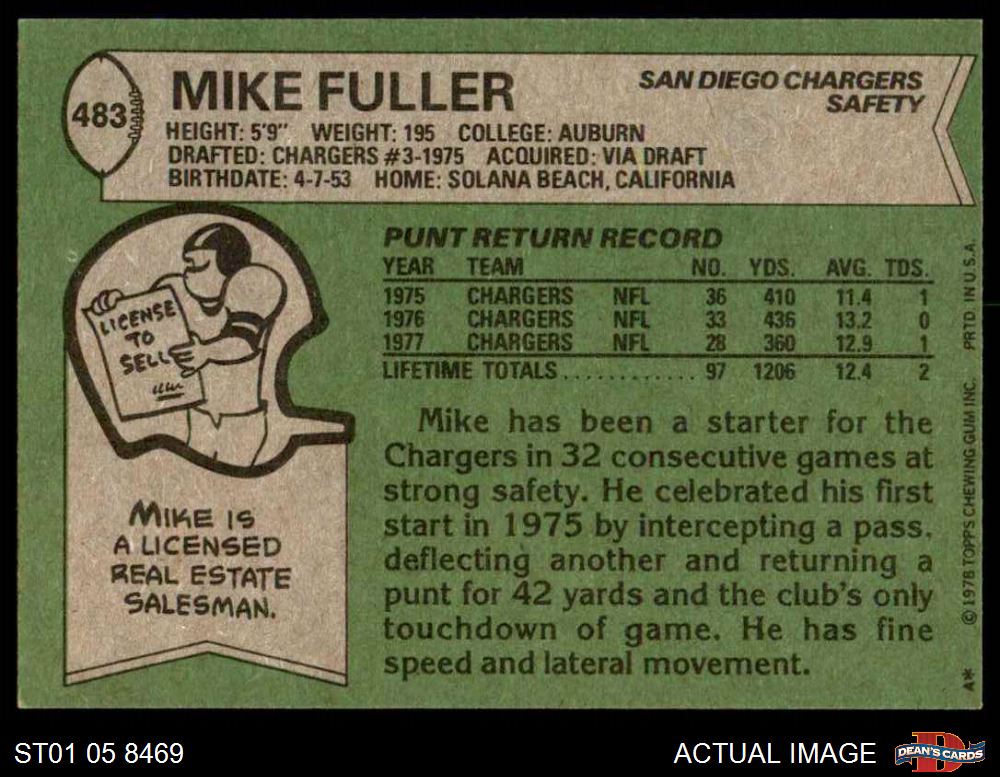 483
MIKE FULLER
SAN DIEGO CHARGERS
SAFETY
HEIGHT: 5'9" WEIGHT: 195 COLLEGE: AUBURN
DRAFTED: CHARGERS #3-1975 ACQUIRED: VIA DRAFT
BIRTHDATE: 4-7-53 HOME: SOLANA BEACH, CALIFORNIA
LICENSE
TO
SELL
MIKE IS
A LICENSED
REAL ESTATE
SALESMAN.
PUNT RETURN RECORD
YEAR TEAM NO. YDS. AVG. TDS.
1975 CHARGERS NFL 36 410 11.4 1
1976 CHARGERS NFL 33 436 13.2 0
1977 CHARGERS NFL 28 360 12.9 1
LIFETIME TOTALS............. 97 1206 12.4 2
Mike has been a starter for the
Chargers in 32 consecutive games at
strong safety. He celebrated his first
start in 1975 by intercepting a pass,
deflecting another and returning a
punt for 42 yards and the club's only
touchdown of game. He has fine
speed and lateral movement.
A* © 1978 TOPPS CHEWING GUM INC. PRTD. IN U.S.A.
ST01 05 8469
ACTUAL IMAGE
D
DEAN'S CARDS